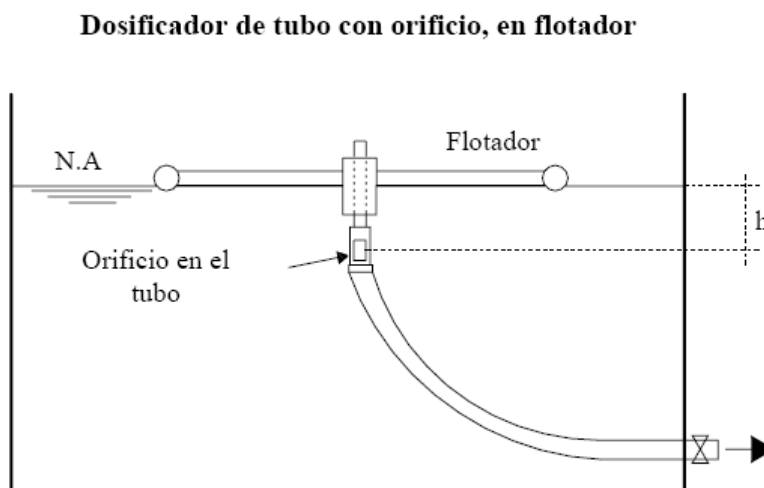 Dosificador de tubo con orificio, en flotador
N.A
Flotador
h
Orificio en el
tubo